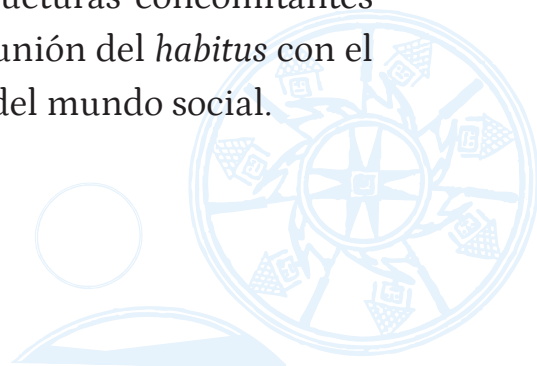 concomitantes
unión del habitus con el
del mundo social.